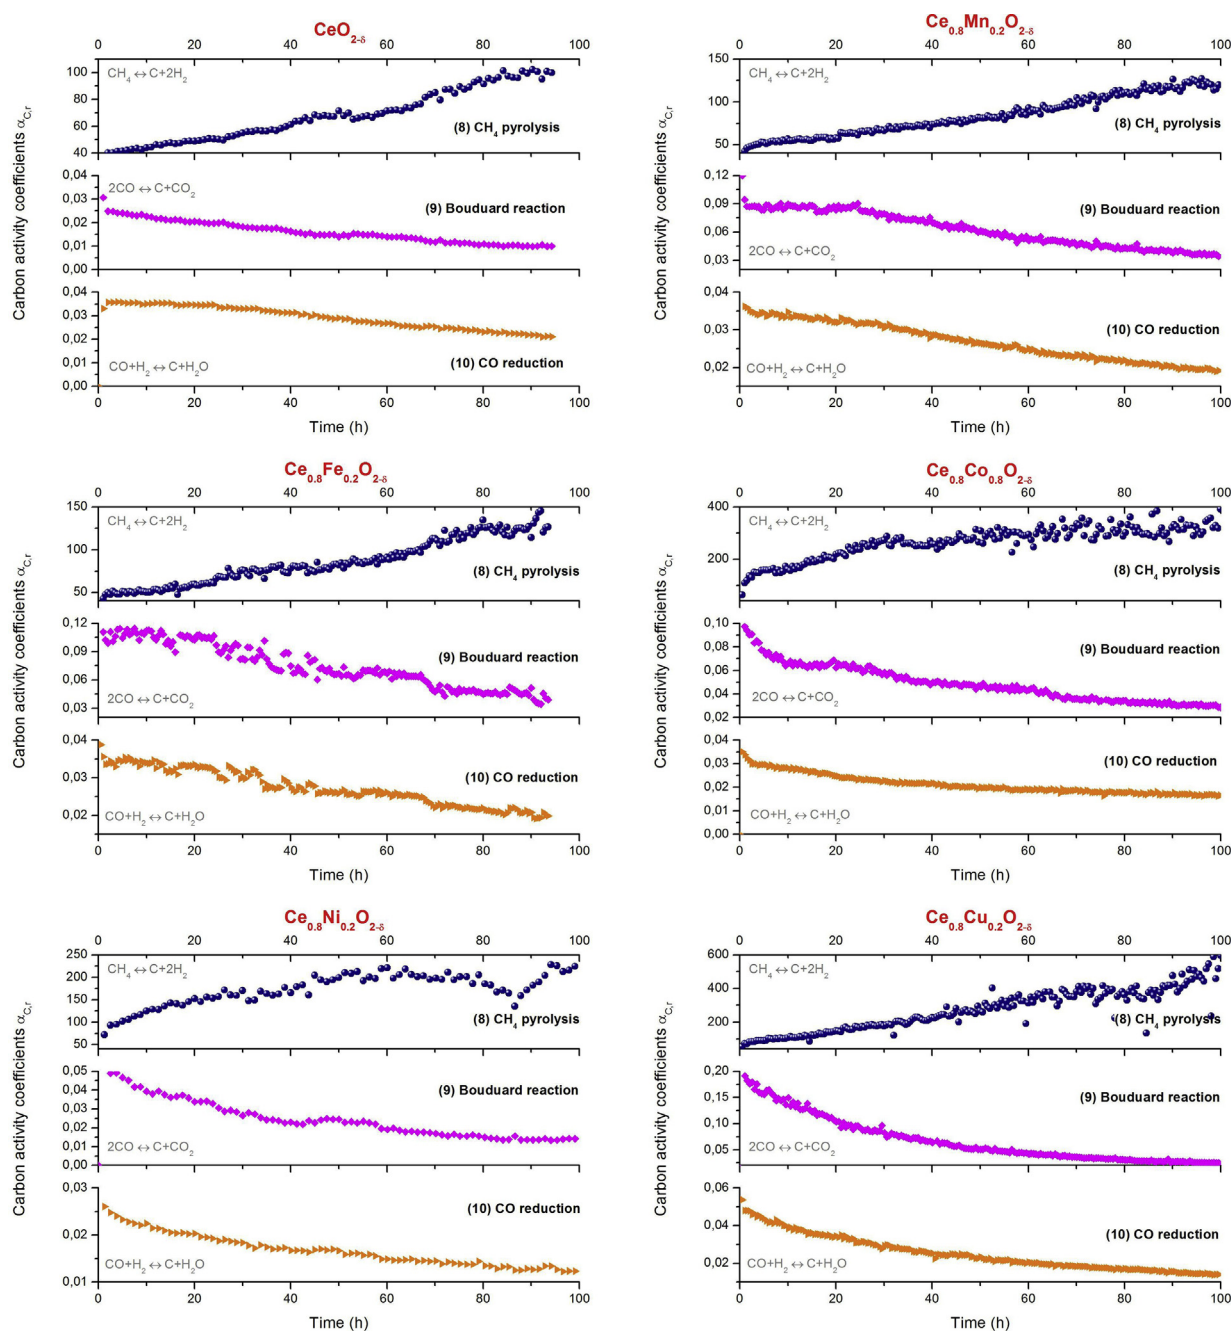 CeO2-δ
0 20 40 60 80 100
Carbon activity coefficients αC,r
100
80
60
40
CH4↔C+2H2
(8) CH4 pyrolysis
0,04
0,03
0,02
0,01
0,00
2CO↔C+CO2
(9) Bouduard reaction
0,04
0,03
0,02
0,01
0,00
CO+H2↔C+H2O
(10) CO reduction
0 20 40 60 80 100
Time (h)
Ce0.8Mn0.2O2-δ
0 20 40 60 80 100
Carbon activity coefficients αC,r
150
100
50
CH4↔C+2H2
(8) CH4 pyrolysis
0,12
0,09
0,06
0,03
(9) Bouduard reaction
2CO↔C+CO2
0,04
0,03
0,02
(10) CO reduction
CO+H2↔C+H2O
0 20 40 60 80 100
Time (h)
Ce0.8Fe0.2O2-δ
0 20 40 60 80 100
Carbon activity coefficients αC,r
150
100
50
CH4↔C+2H2
(8) CH4 pyrolysis
0,12
0,09
0,06
0,03
(9) Bouduard reaction
2CO↔C+CO2
0,04
0,03
0,02
(10) CO reduction
CO+H2↔C+H2O
0 20 40 60 80 100
Time (h)
Ce0.8Co0.8O2-δ
0 20 40 60 80 100
Carbon activity coefficients αC,r
400
200
CH4↔C+2H2
(8) CH4 pyrolysis
0,10
0,08
0,06
0,04
0,02
(9) Bouduard reaction
2CO↔C+CO2
0,04
0,03
0,02
0,01
0,00
(10) CO reduction
CO+H2↔C+H2O
0 20 40 60 80 100
Time (h)
Ce0.8Ni0.2O2-δ
0 20 40 60 80 100
Carbon activity coefficients αC,r
250
200
150
100
50
CH4↔C+2H2
(8) CH4 pyrolysis
0,05
0,04
0,03
0,02
0,01
0,00
(9) Bouduard reaction
2CO↔C+CO2
0,03
0,02
0,01
(10) CO reduction
CO+H2↔C+H2O
0 20 40 60 80 100
Time (h)
Ce0.8Cu0.2O2-δ
0 20 40 60 80 100
Carbon activity coefficients αC,r
600
400
200
CH4↔C+2H2
(8) CH4 pyrolysis
0,20
0,15
0,10
0,05
(9) Bouduard reaction
2CO↔C+CO2
0,06
0,04
0,02
(10) CO reduction
CO+H2↔C+H2O
0 20 40 60 80 100
Time (h)